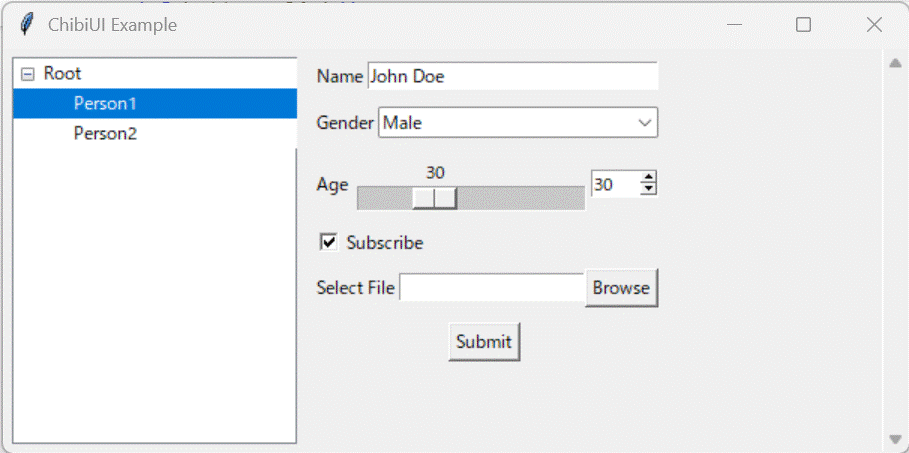 ChibiUI Example
Root
Person1
Person2
Name John Doe
Gender Male
30
Age 30
Subscribe
Select File Browse
Submit